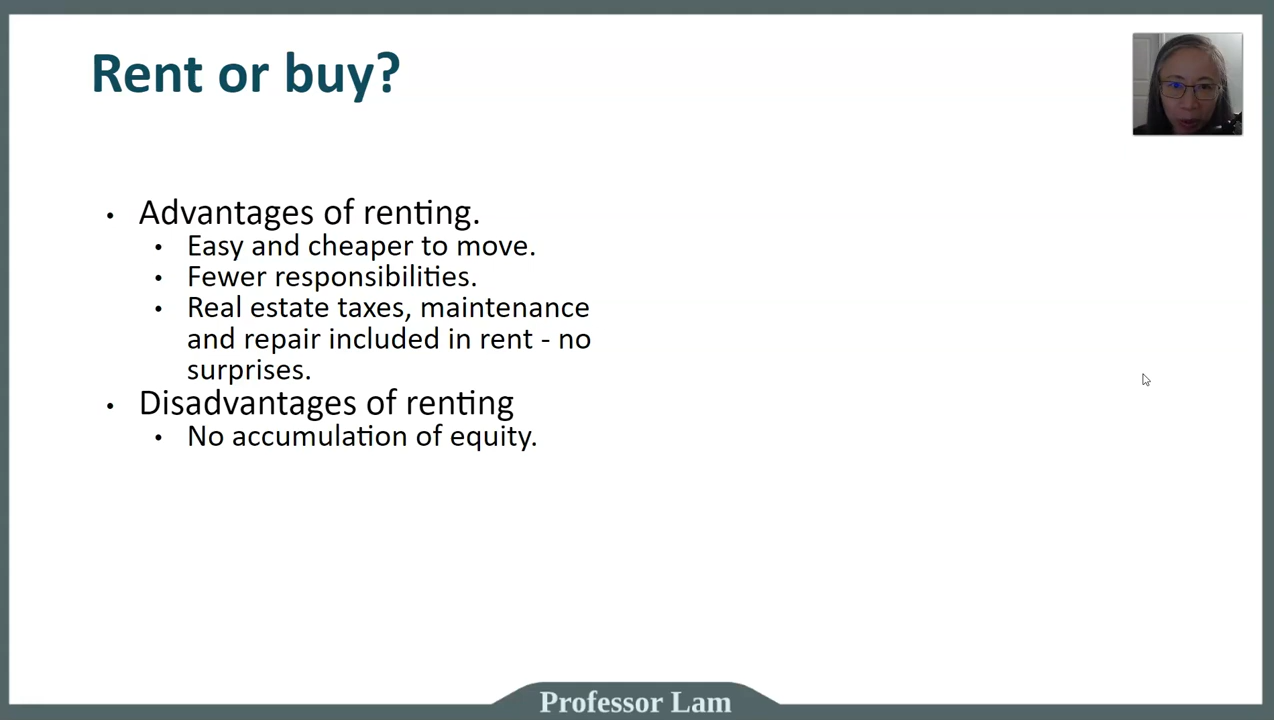 Rent or buy?
• Advantages of renting.
• Easy and cheaper to move.
• Fewer responsibilities.
• Real estate taxes, maintenance
and repair included in rent - no
surprises.
• Disadvantages of renting
• No accumulation of equity.
Professor Lam